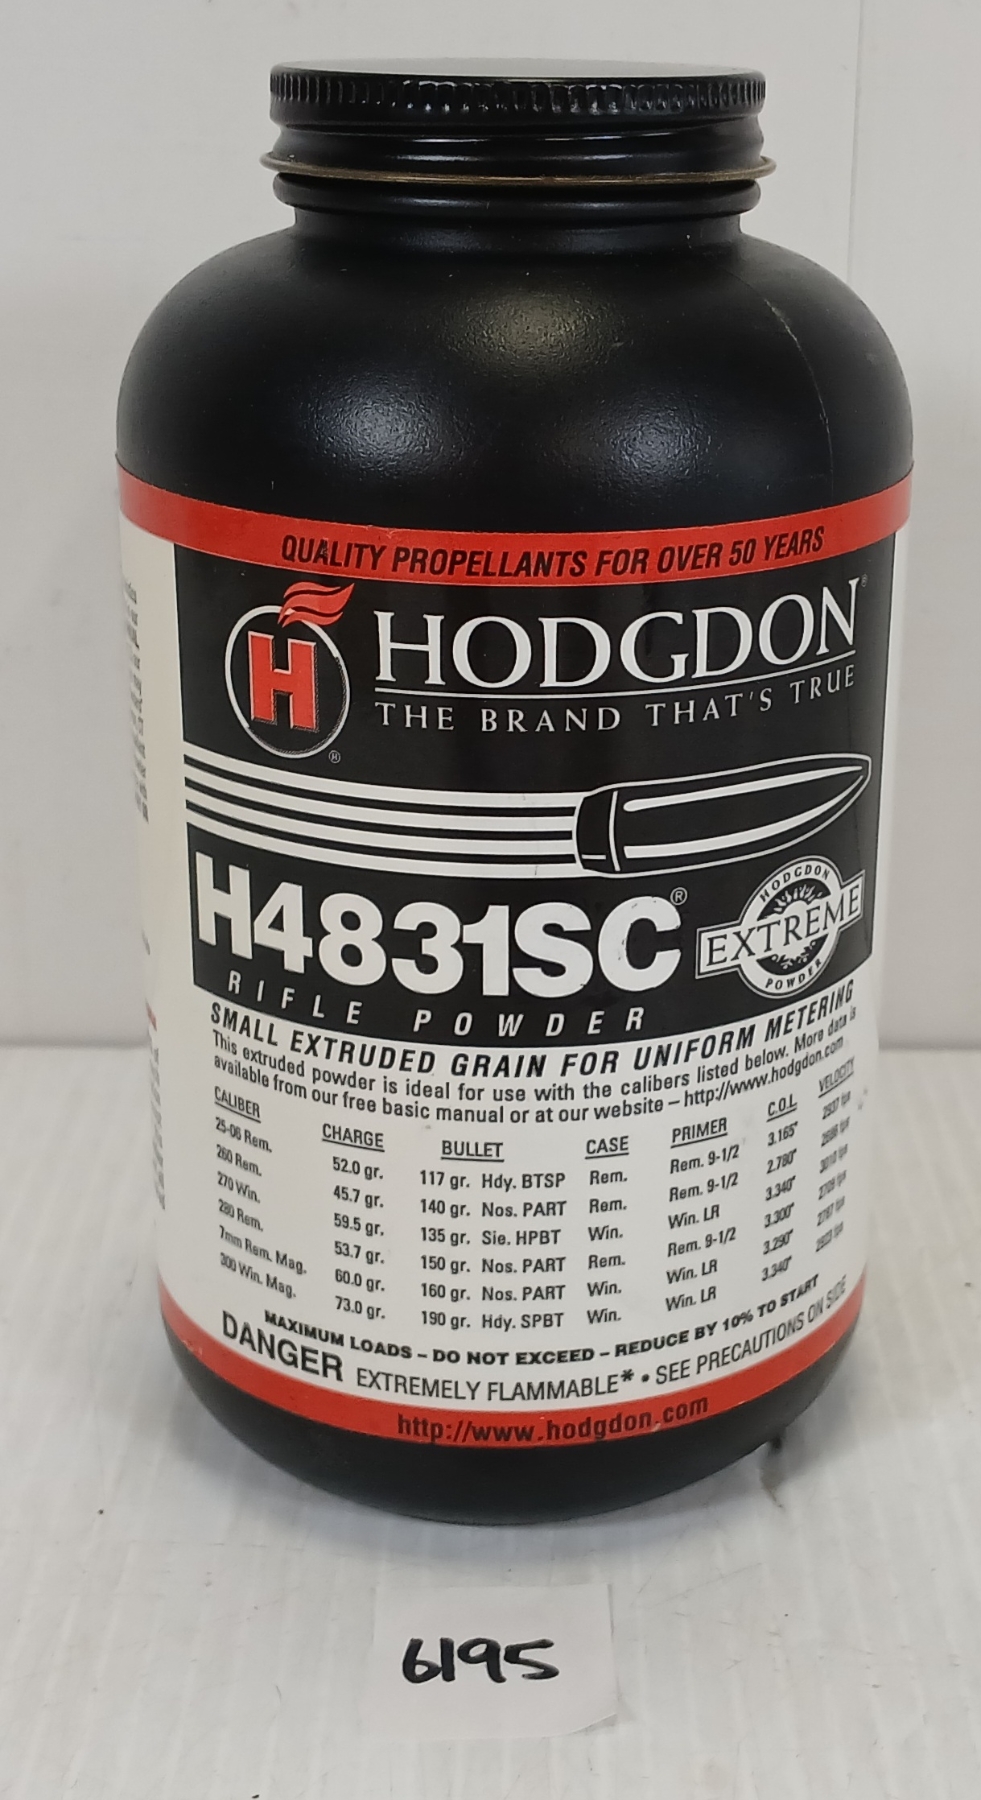 QUALITY PROPELLANTS FOR OVER 50 YEARS
H
HODGDON®
THE BRAND THAT'S TRUE
H4831SC®
HODGDON
EXTREME
POWDER
RIFLE POWDER
SMALL EXTRUDED GRAIN FOR UNIFORM METERING
This extruded powder is ideal for use with the calibers listed below. More data is
available from our free basic manual or at our website – http://www.hodgdon.com
CALIBER CHARGE BULLET CASE PRIMER C.O.L. VELOCITY
25-06 Rem. 52.0 gr. 117 gr. Hdy. BTSP Rem. Rem. 9-1/2 3.165"
260 Rem. 45.7 gr. 140 gr. Nos. PART Rem. Rem. 9-1/2 2.780"
270 Win. 59.5 gr. 135 gr. Sie. HPBT Win. Win. LR 3.340"
280 Rem. 53.7 gr. 150 gr. Nos. PART Rem. Rem. 9-1/2 3.300"
7mm Rem. Mag. 60.0 gr. 160 gr. Nos. PART Win. Win. LR 3.290"
300 Win. Mag. 73.0 gr. 190 gr. Hdy. SPBT Win. Win. LR 3.340"
MAXIMUM LOADS – DO NOT EXCEED – REDUCE BY 10% TO START
DANGER EXTREMELY FLAMMABLE* • SEE PRECAUTIONS ON SIDE
http://www.hodgdon.com
6195